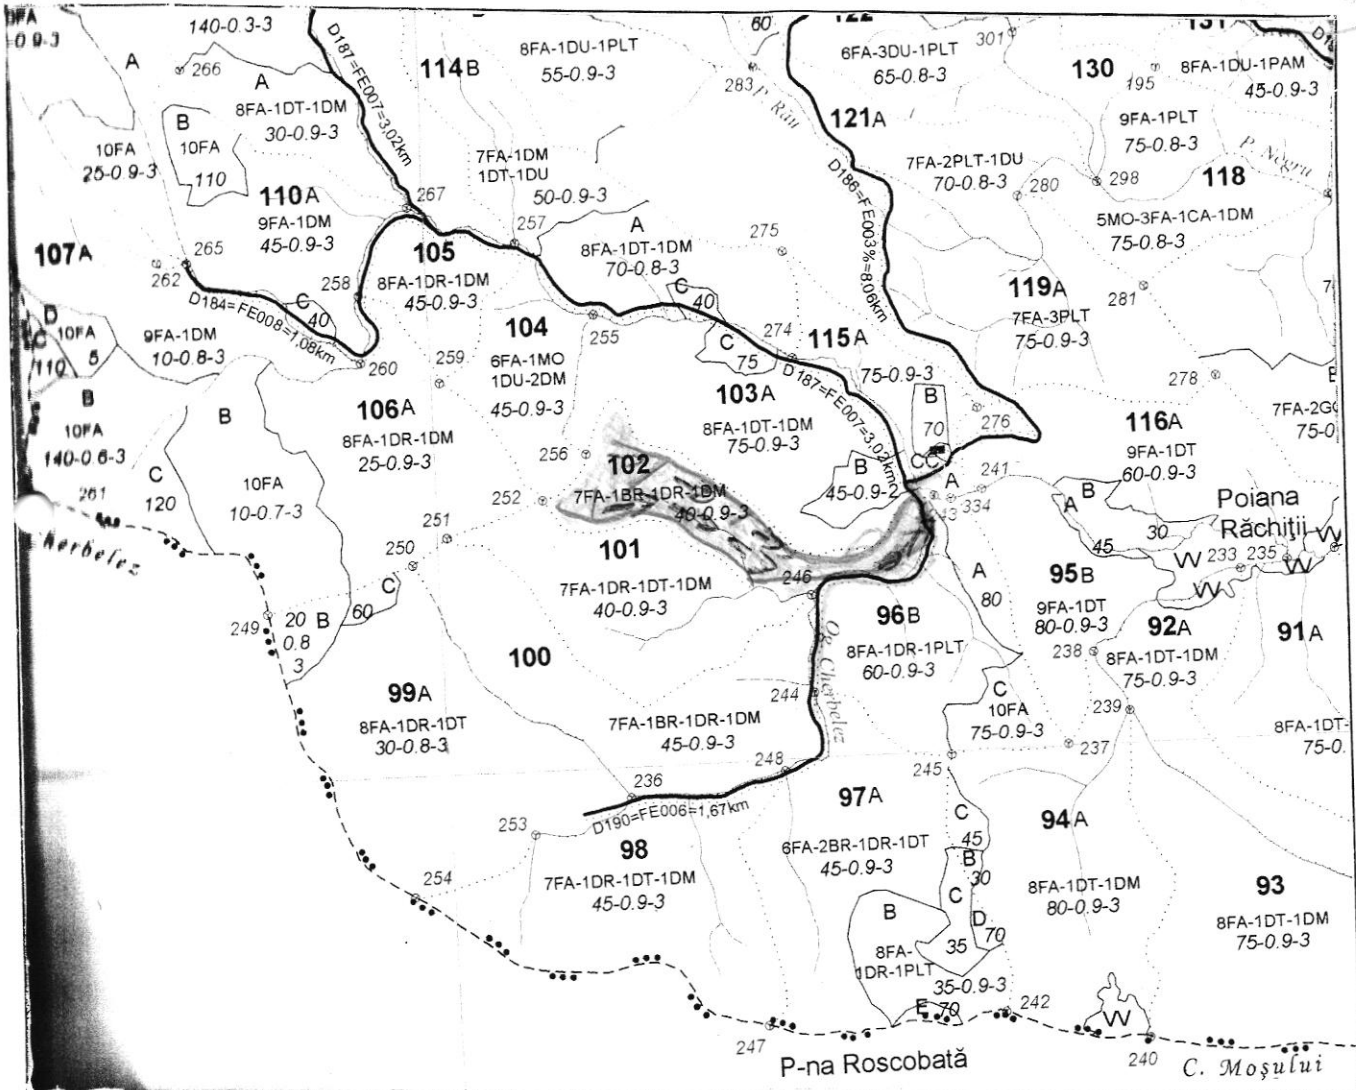 140-0.3-3
0.9-3
A
266
A
8FA-1DT-1DM
30-0.9-3
B
10FA
110
10FA
25-0.9-3
110A
9FA-1DM
45-0.9-3
107A
265
262
D184=FE008=1,08km
C
40
258
260
9FA-1DM
10-0.8-3
D
10FA
5
C
110
B
10FA
140-0.6-3
261
C
120
B
10FA
10-0.7-3
D187=FE007=3,02km
114B
8FA-1DU-1PLT
55-0.9-3
7FA-1DM
1DT-1DU
50-0.9-3
267
257
105
8FA-1DR-1DM
45-0.9-3
A
8FA-1DT-1DM
70-0.8-3
C
40
255
104
6FA-1MO
1DU-2DM
45-0.9-3
259
106A
8FA-1DR-1DM
25-0.9-3
60
283
P. Rău
122
6FA-3DU-1PLT
65-0.8-3
301
121A
7FA-2PLT-1DU
70-0.8-3
280
275
D186=FE003%=8.06km
130
195
131
8FA-1DU-1PAM
45-0.9-3
9FA-1PLT
75-0.8-3
P. Negru
298
118
5MO-3FA-1CA-1DM
75-0.8-3
281
119A
7FA-3PLT
75-0.9-3
274
115A
75-0.9-3
C
75
103A
8FA-1DT-1DM
75-0.9-3
D187=FE007=3,02km
B
70
276
278
116A
9FA-1DT
60-0.9-3
7FA-2G
75-0
256
102
7FA-1BR-1DR-1DM
40-0.9-3
B
45-0.9-2
CC
A
241
334
B
A
30
45
Poiana
Răchiții
233
235
252
251
250
101
7FA-1DR-1DT-1DM
40-0.9-3
246
Cherbelez
249
20
0.8
3
B
60
C
96B
8FA-1DR-1PLT
60-0.9-3
A
80
95B
9FA-1DT
80-0.9-3
238
92A
8FA-1DT-1DM
75-0.9-3
91A
8FA-1DT-
75-0.
100
7FA-1BR-1DR-1DM
45-0.9-3
Og. Cherbelez
244
99A
8FA-1DR-1DT
30-0.8-3
C
10FA
75-0.9-3
239
237
245
248
236
D190=FE006=1,67km
253
98
7FA-1DR-1DT-1DM
45-0.9-3
254
97A
6FA-2BR-1DR-1DT
45-0.9-3
C
45
B
30
C
D
70
35
94A
8FA-1DT-1DM
80-0.9-3
93
8FA-1DT-1DM
75-0.9-3
B
8FA-
1DR-1PLT
35-0.9-3
E
70
242
247
240
P-na Roscobată
C. Moșului